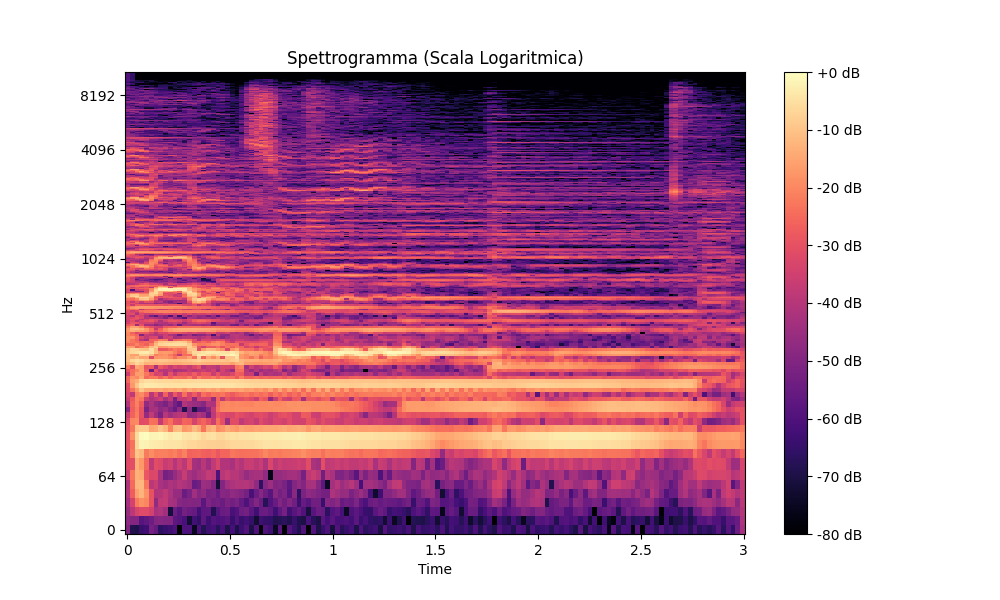 Spettrogramma (Scala Logaritmica)
8192
4096
2048
1024
512
256
128
64
0
Hz
0 0.5 1 1.5 2 2.5 3
Time
+0 dB
-10 dB
-20 dB
-30 dB
-40 dB
-50 dB
-60 dB
-70 dB
-80 dB